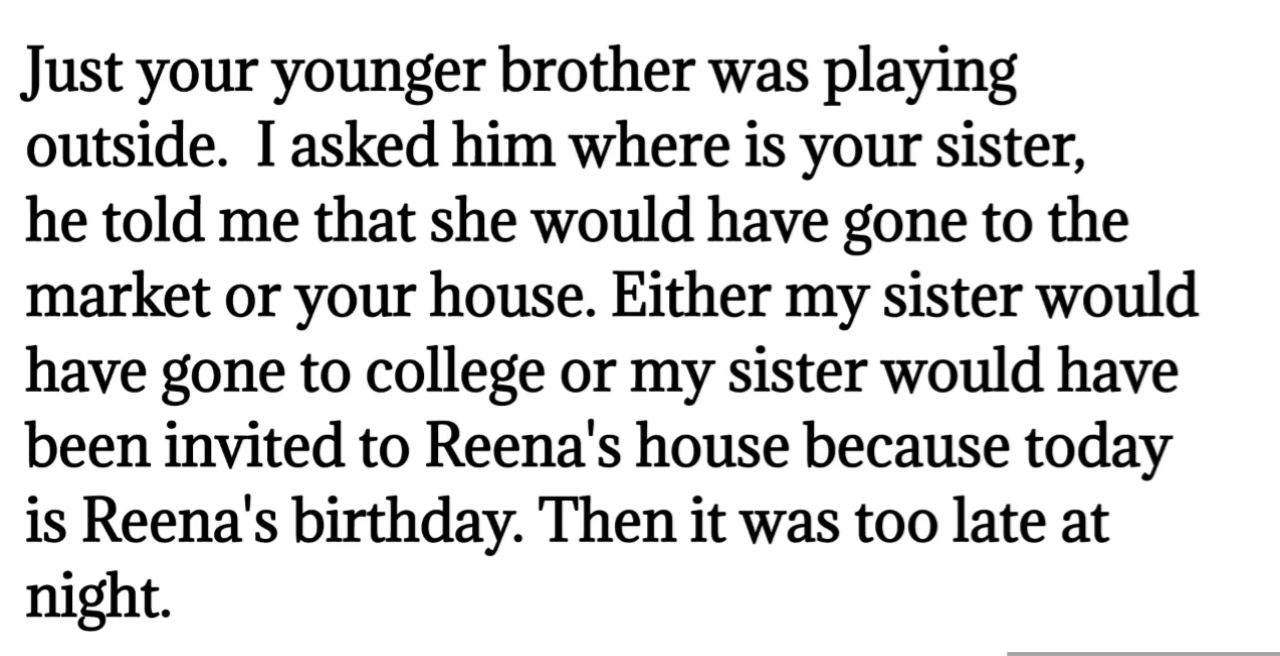 Just your younger brother was playing
outside.  I asked him where is your sister,
he told me that she would have gone to the
market or your house. Either my sister would
have gone to college or my sister would have
been invited to Reena's house because today
is Reena's birthday. Then it was too late at
night.